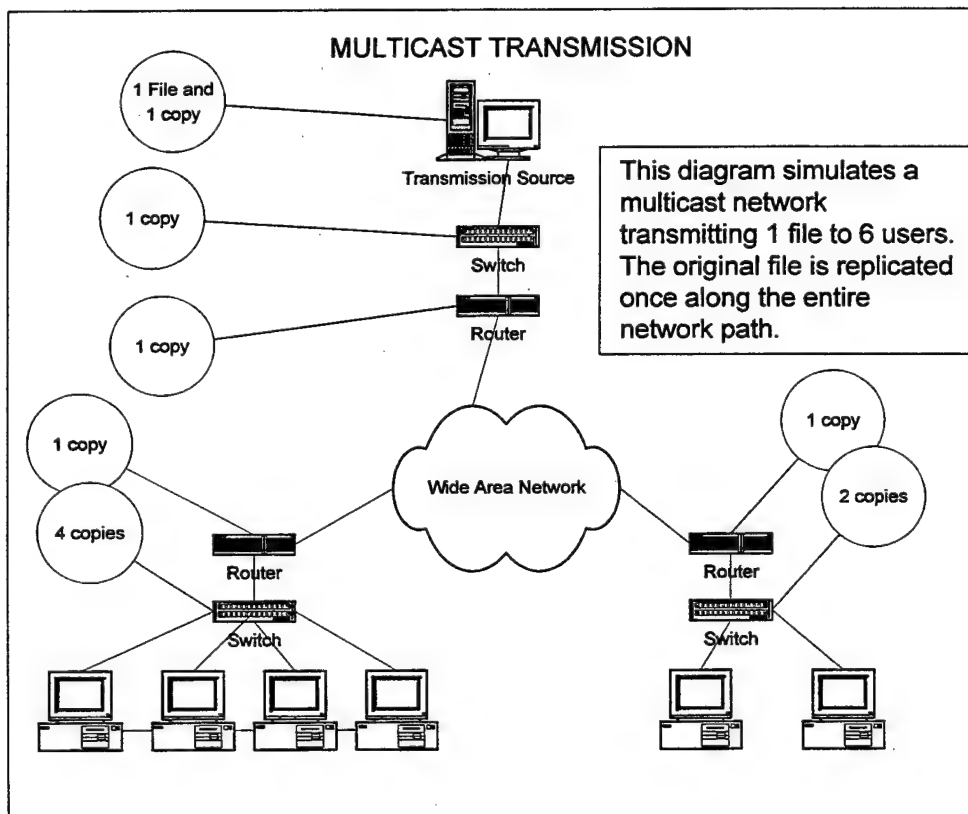 MULTICAST TRANSMISSION
1 File and
1 copy
Transmission Source
This diagram simulates a
multicast network
transmitting 1 file to 6 users.
The original file is replicated
once along the entire
network path.
1 copy
Switch
1 copy
Router
1 copy
4 copies
Wide Area Network
1 copy
2 copies
Router
Switch
Router
Switch